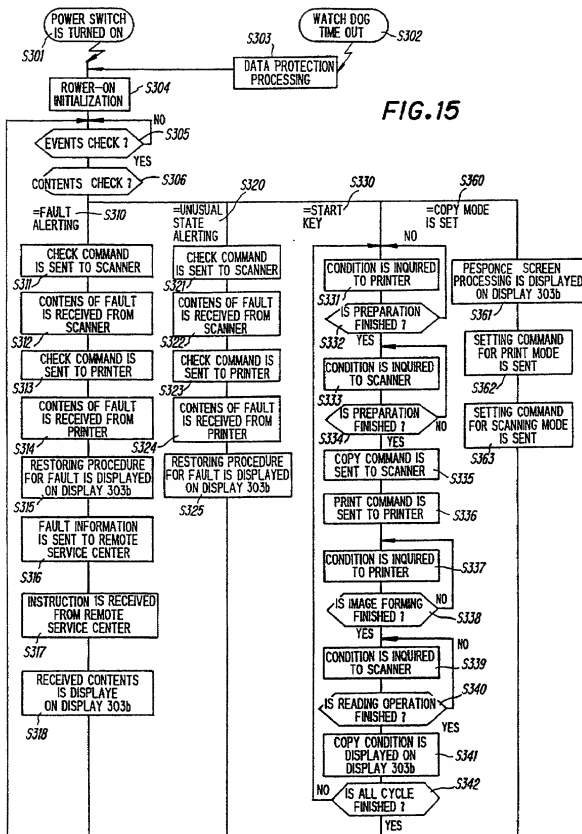 POWER SWITCH
IS TURNED ON
S301
WATCH DOG
TIME OUT
S302
S303
DATA PROTECTION
PROCESSING
ROWER-ON
INITIALIZATION
S304
FIG.15
NO
S305
EVENTS CHECK ?
YES
S306
CONTENTS CHECK ?
S310
=FAULT
ALERTING
CHECK COMMAND
IS SENT TO SCANNER
S311
CONTENS OF FAULT
IS RECEIVED FROM
SCANNER
S312
CHECK COMMAND IS
SENT TO PRINTER
S313
CONTENS OF FAULT
IS RECEIVED FROM
PRINTER
S314
RESTORING PROCEDURE
FOR FAULT IS DISPLAYED
ON DISPLAY 303b
S315
FAULT INFORMATION
IS SENT TO REMOTE
SERVICE CENTER
S316
INSTRUCTION IS RECEIVED
FROM REMOTE
SERVICE CENTER
S317
RECEIVED CONTENTS
IS DISPLAYE
ON DISPLAY 303b
S318
S320
=UNUSUAL
STATE
ALERTING
CHECK COMMAND
IS SENT TO SCANNER
S321
CONTENS OF FAULT
IS RECEIVED FROM
SCANNER
S322
CHECK COMMAND IS
SENT TO PRINTER
S323
CONTENS OF FAULT
IS RECEIVED FROM
PRINTER
S324
RESTORING PROCEDURE
FOR FAULT IS DISPLAYED
ON DISPLAY 303b
S325
S330
=START
KEY
NO
CONDITION IS INQUIRED
TO PRINTER
S331
IS PREPARATION
FINISHED ?
S332
YES
CONDITION IS INQUIRED
TO SCANNER
S333
IS PREPARATION
FINISHED ?
S334
NO
YES
COPY COMMAND IS
SENT TO SCANNER
S335
PRINT COMMAND IS
SENT TO PRINTER
S336
CONDITION IS INQUIRED
TO PRINTER
S337
NO
IS IMAGE FORMING
FINISHED ?
S338
YES
NO
CONDITION IS INQUIRED
TO SCANNER
S339
S340
IS READING OPERATION
FINISHED ?
YES
COPY CONDITION IS
DISPLAYED ON
DISPLAY 303b
S341
NO
S342
IS ALL CYCLE
FINISHED ?
YES
S360
=COPY MODE
IS SET
PESPONCE SCREEN
PROCESSING IS DISPLAYED
ON DISPLAY 303b
S361
SETTING COMMAND
FOR PRINT MODE
IS SENT
S362
SETTING COMMAND
FOR SCANNING MODE
IS SENT
S363